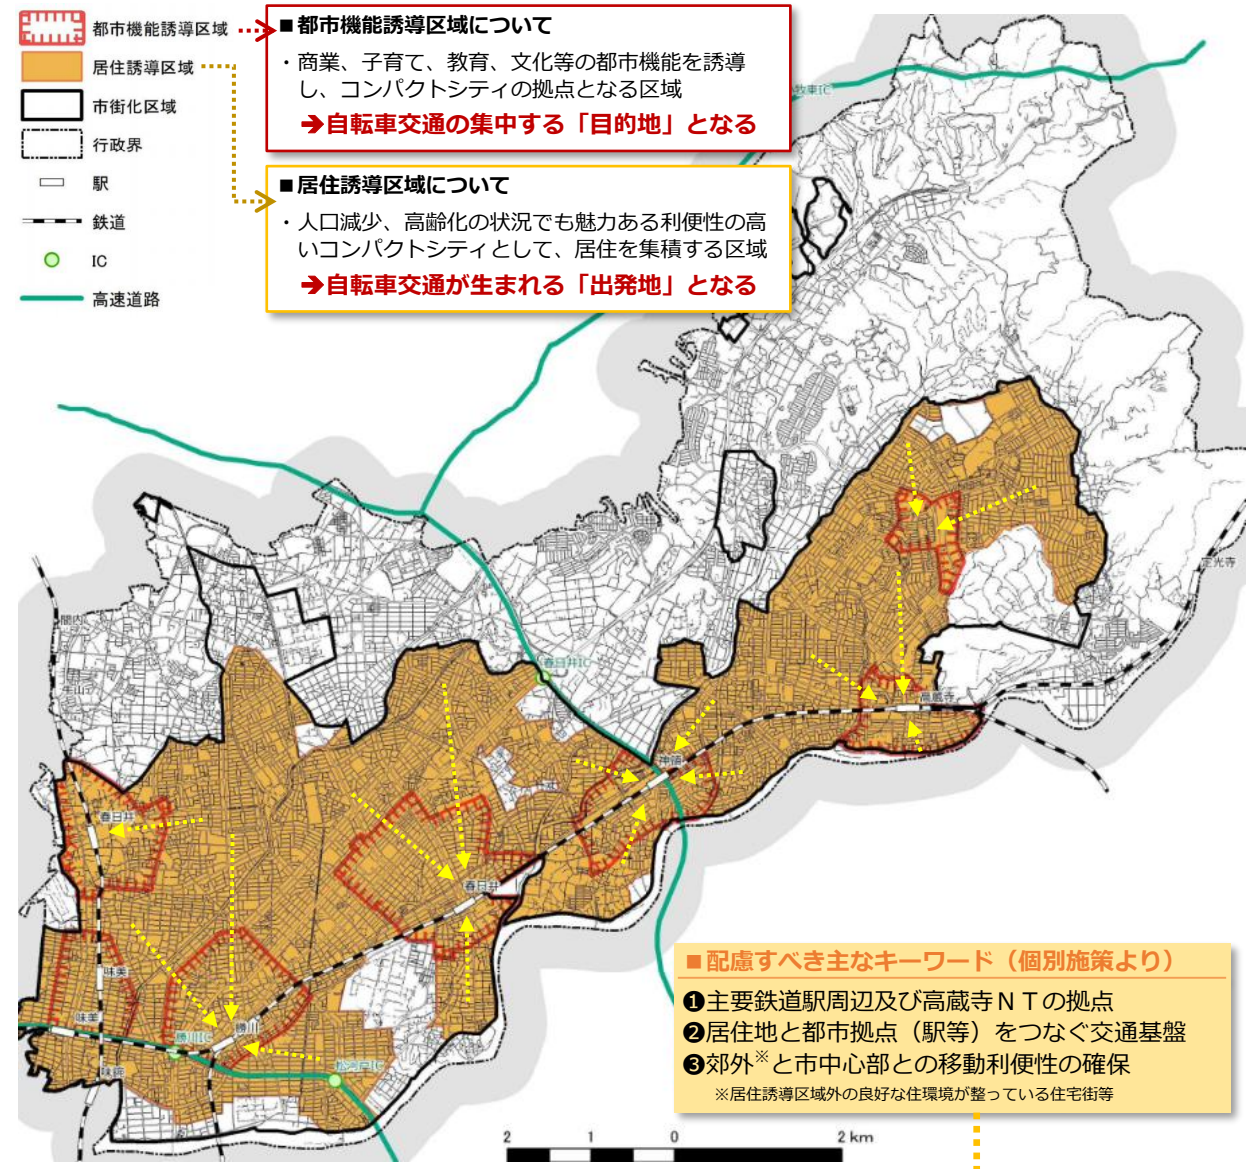 都市機能誘導区域
居住誘導区域
市街化区域
行政界
駅
鉄道
IC
高速道路
■都市機能誘導区域について
・商業、子育て、教育、文化等の都市機能を誘導
し、コンパクトシティの拠点となる区域
➔自転車交通の集中する「目的地」となる
■居住誘導区域について
・人口減少、高齢化の状況でも魅力ある利便性の高
いコンパクトシティとして、居住を集積する区域
➔自転車交通が生まれる「出発地」となる
牧東IC
定光寺
間内
牛山
春日井IC
高蔵寺
神領
春日井
春日井
味美
味美
勝川
勝川IC
松河戸IC
■配慮すべき主なキーワード（個別施策より）
❶主要鉄道駅周辺及び高蔵寺ＮＴの拠点
❷居住地と都市拠点（駅等）をつなぐ交通基盤
❸郊外※と市中心部との移動利便性の確保
※居住誘導区域外の良好な住環境が整っている住宅街等
2 1 0 2 km